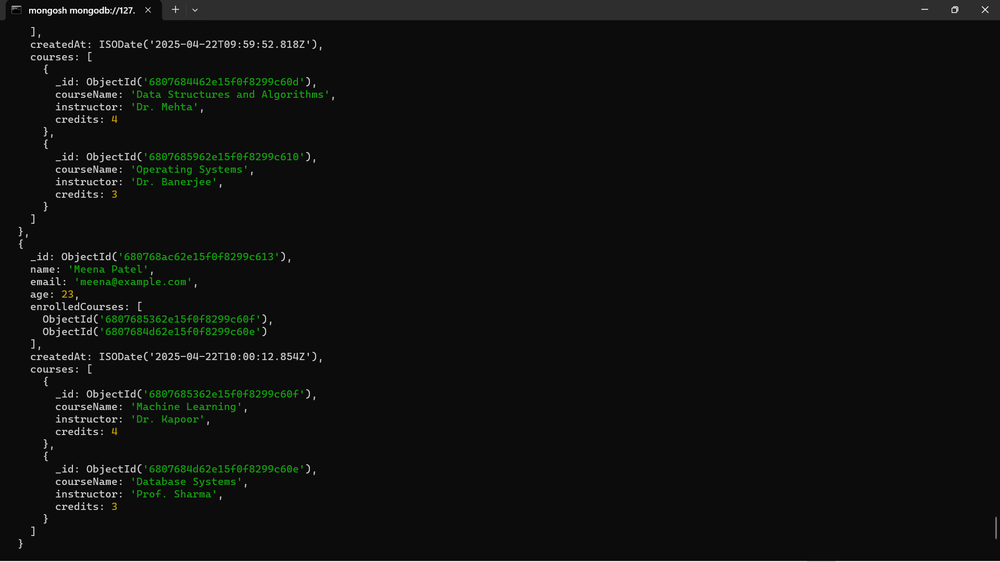 mongosh mongodb://127.
    ],
    createdAt: ISODate('2025-04-22T09:59:52.818Z'),
    courses: [
      {
        _id: ObjectId('6807684462e15f0f8299c60d'),
        courseName: 'Data Structures and Algorithms',
        instructor: 'Dr. Mehta',
        credits: 4
      },
      {
        _id: ObjectId('6807685962e15f0f8299c610'),
        courseName: 'Operating Systems',
        instructor: 'Dr. Banerjee',
        credits: 3
      }
    ]
  },
  {
    _id: ObjectId('680768ac62e15f0f8299c613'),
    name: 'Meena Patel',
    email: 'meena@example.com',
    age: 23,
    enrolledCourses: [
      ObjectId('6807685362e15f0f8299c60f'),
      ObjectId('6807684d62e15f0f8299c60e')
    ],
    createdAt: ISODate('2025-04-22T10:00:12.854Z'),
    courses: [
      {
        _id: ObjectId('6807685362e15f0f8299c60f'),
        courseName: 'Machine Learning',
        instructor: 'Dr. Kapoor',
        credits: 4
      },
      {
        _id: ObjectId('6807684d62e15f0f8299c60e'),
        courseName: 'Database Systems',
        instructor: 'Prof. Sharma',
        credits: 3
      }
    ]
  }